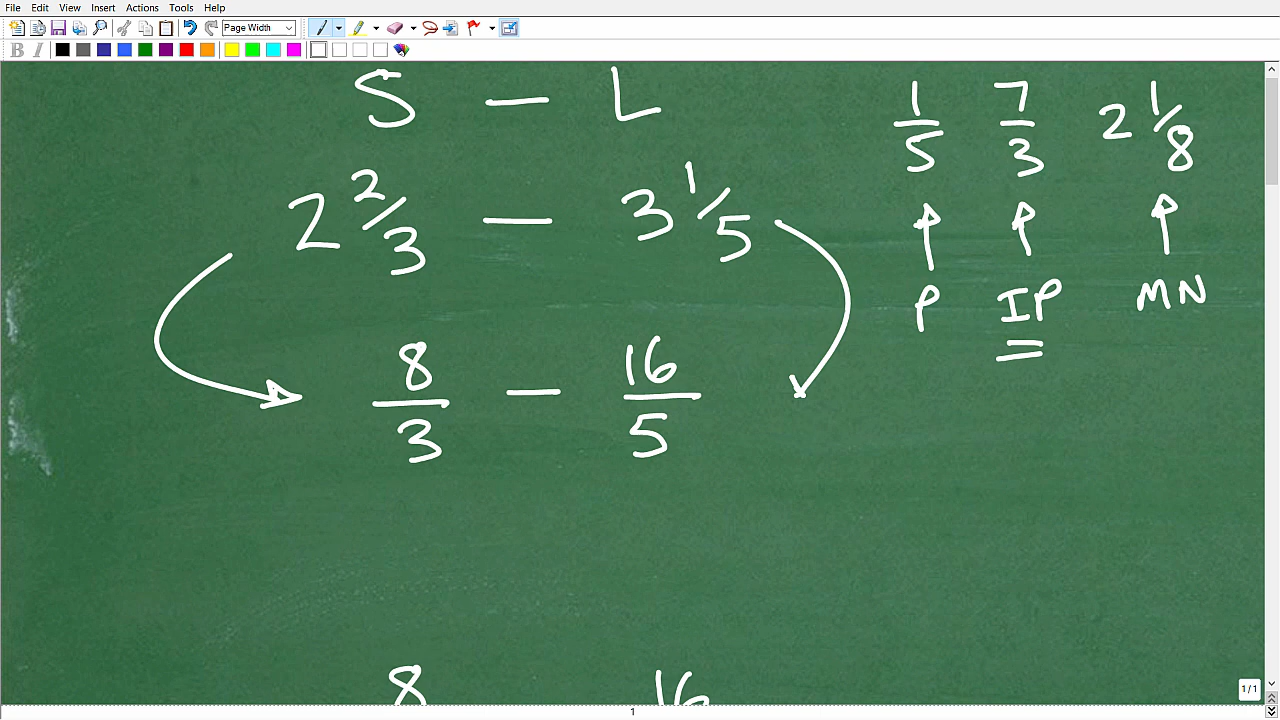 File Edit View Insert Actions Tools Help
Page Width
B I
S - L
2 2/3 - 3 1/5
8/3 - 16/5
1/5 7/3 2 1/8
P IP MN
8 16
1/1
1